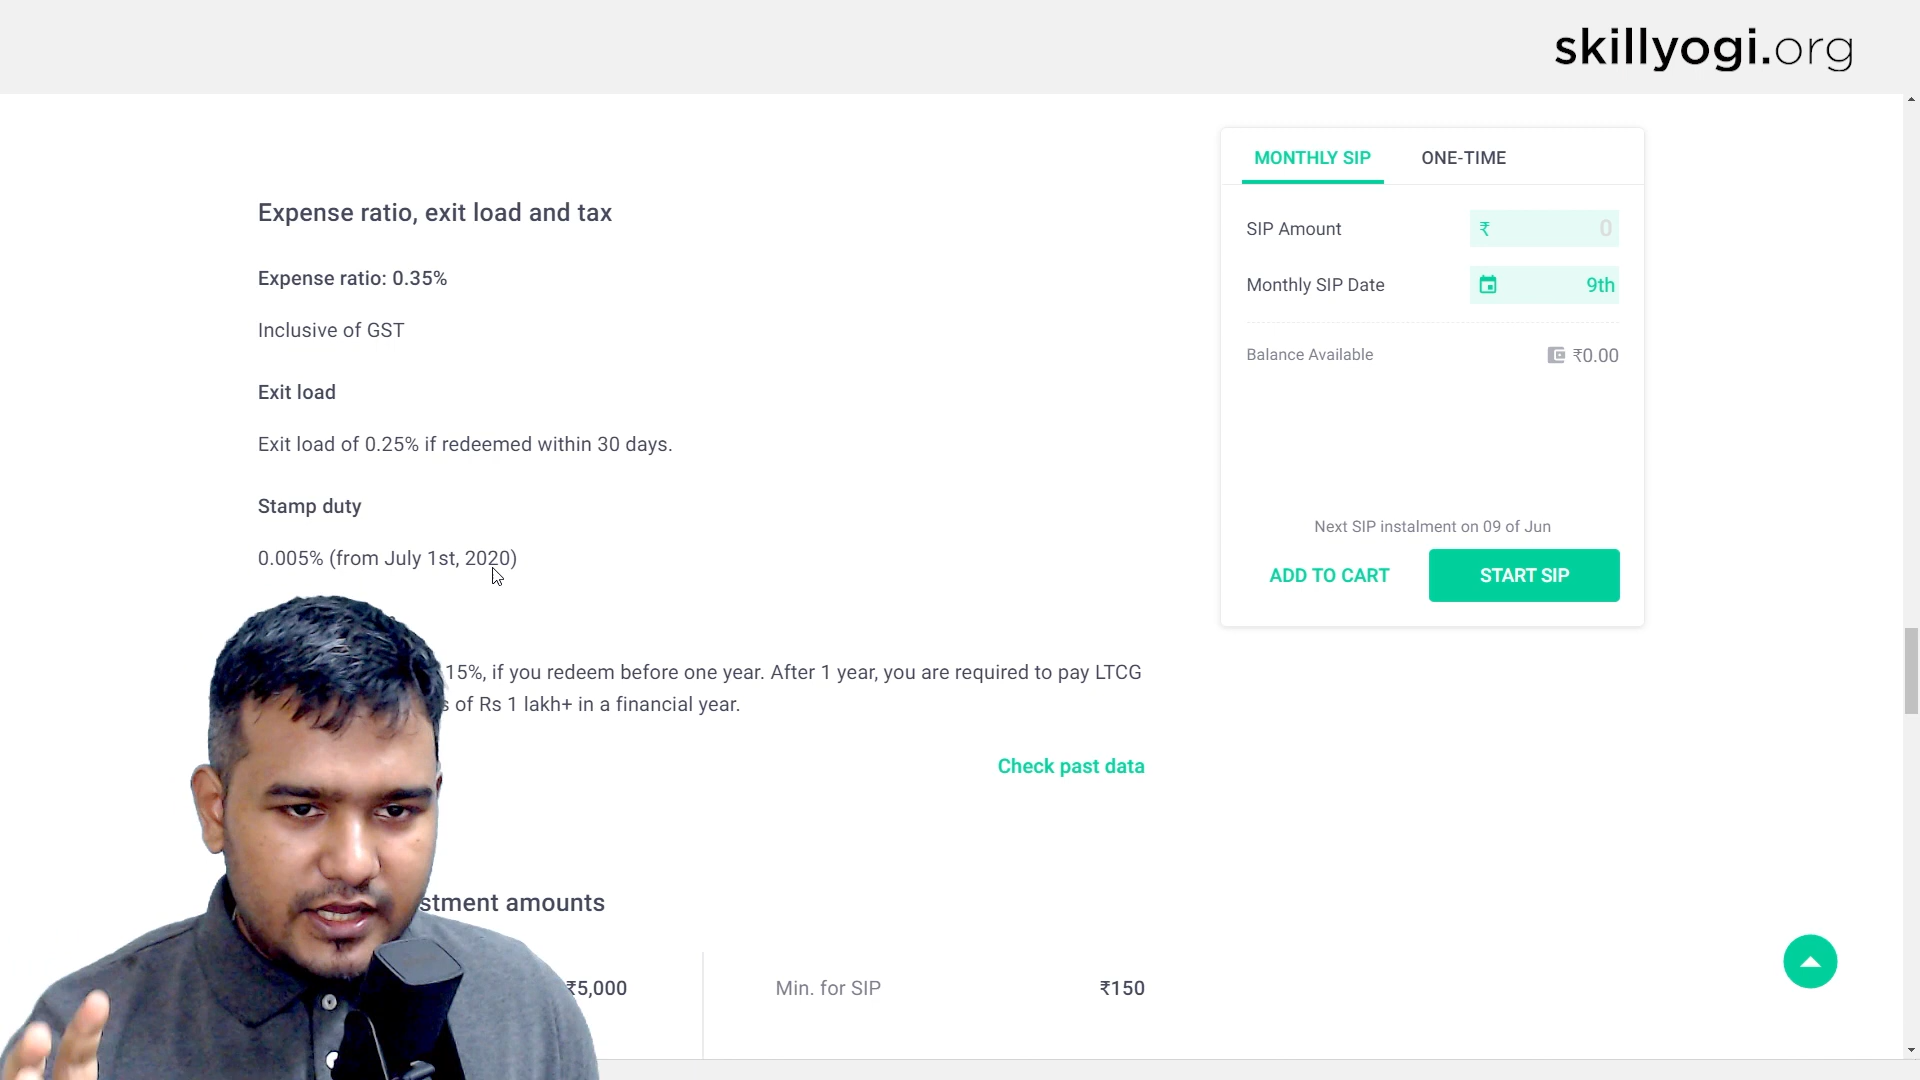 skillyogi.org
Expense ratio, exit load and tax
Expense ratio: 0.35%
Inclusive of GST
Exit load
Exit load of 0.25% if redeemed within 30 days.
Stamp duty
0.005% (from July 1st, 2020)
15%, if you redeem before one year. After 1 year, you are required to pay LTCG
of Rs 1 lakh+ in a financial year.
Check past data
stment amounts
₹5,000
Min. for SIP ₹150
MONTHLY SIP ONE-TIME
SIP Amount ₹ 0
Monthly SIP Date 9th
Balance Available ₹0.00
Next SIP instalment on 09 of Jun
ADD TO CART START SIP